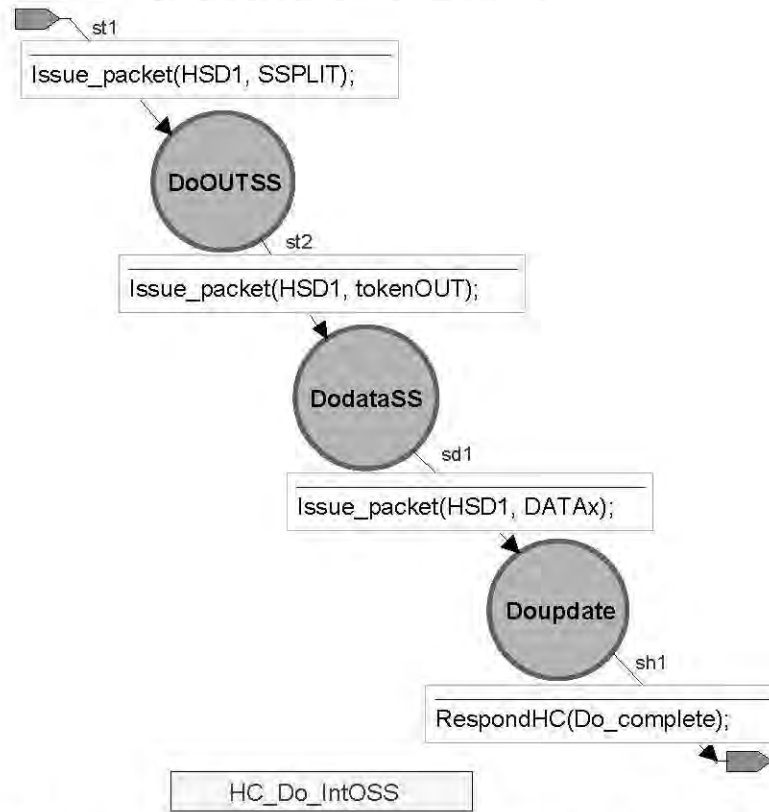 st1
Issue_packet(HSD1, SSPLIT);
DoOUTSS
st2
Issue_packet(HSD1, tokenOUT);
DodataSS
sd1
Issue_packet(HSD1, DATAx);
Doupdate
sh1
RespondHC(Do_complete);
HC_Do_IntOSS